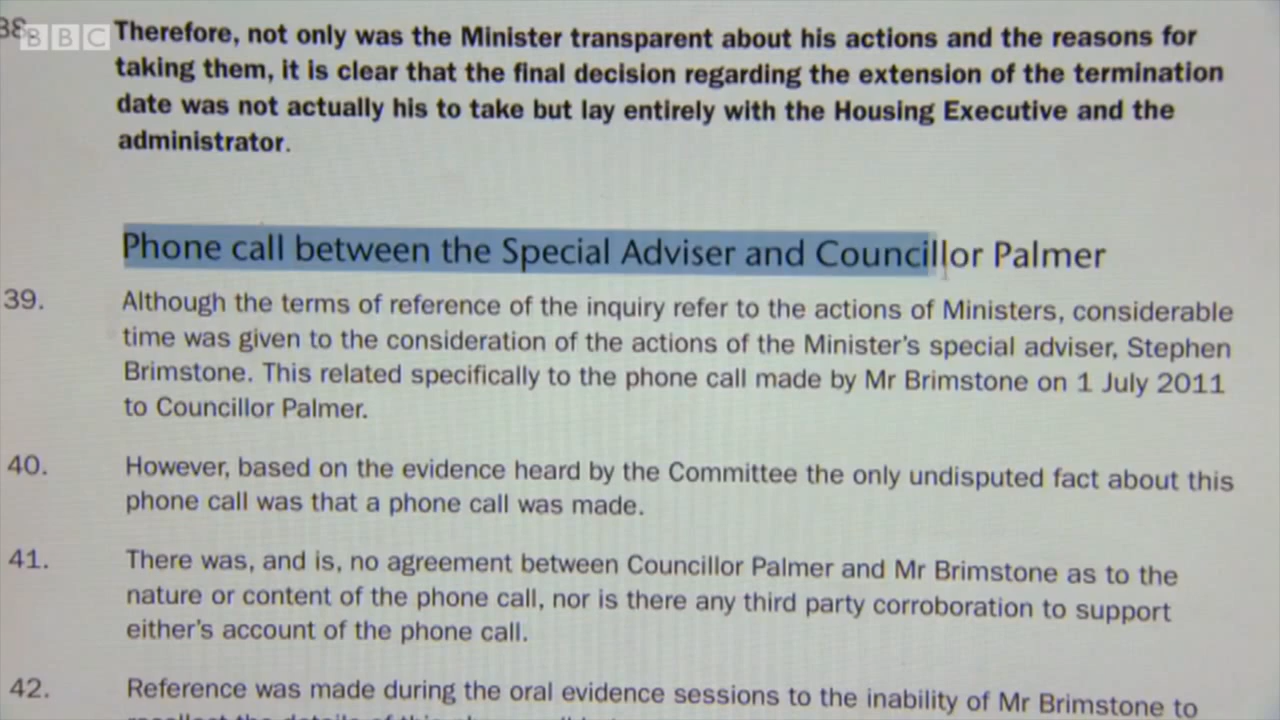 38.
BBC
Therefore, not only was the Minister transparent about his actions and the reasons for
taking them, it is clear that the final decision regarding the extension of the termination
date was not actually his to take but lay entirely with the Housing Executive and the
administrator.
Phone call between the Special Adviser and Councillor Palmer
39. Although the terms of reference of the inquiry refer to the actions of Ministers, considerable
time was given to the consideration of the actions of the Minister's special adviser, Stephen
Brimstone. This related specifically to the phone call made by Mr Brimstone on 1 July 2011
to Councillor Palmer.
40. However, based on the evidence heard by the Committee the only undisputed fact about this
phone call was that a phone call was made.
41. There was, and is, no agreement between Councillor Palmer and Mr Brimstone as to the
nature or content of the phone call, nor is there any third party corroboration to support
either's account of the phone call.
42. Reference was made during the oral evidence sessions to the inability of Mr Brimstone to